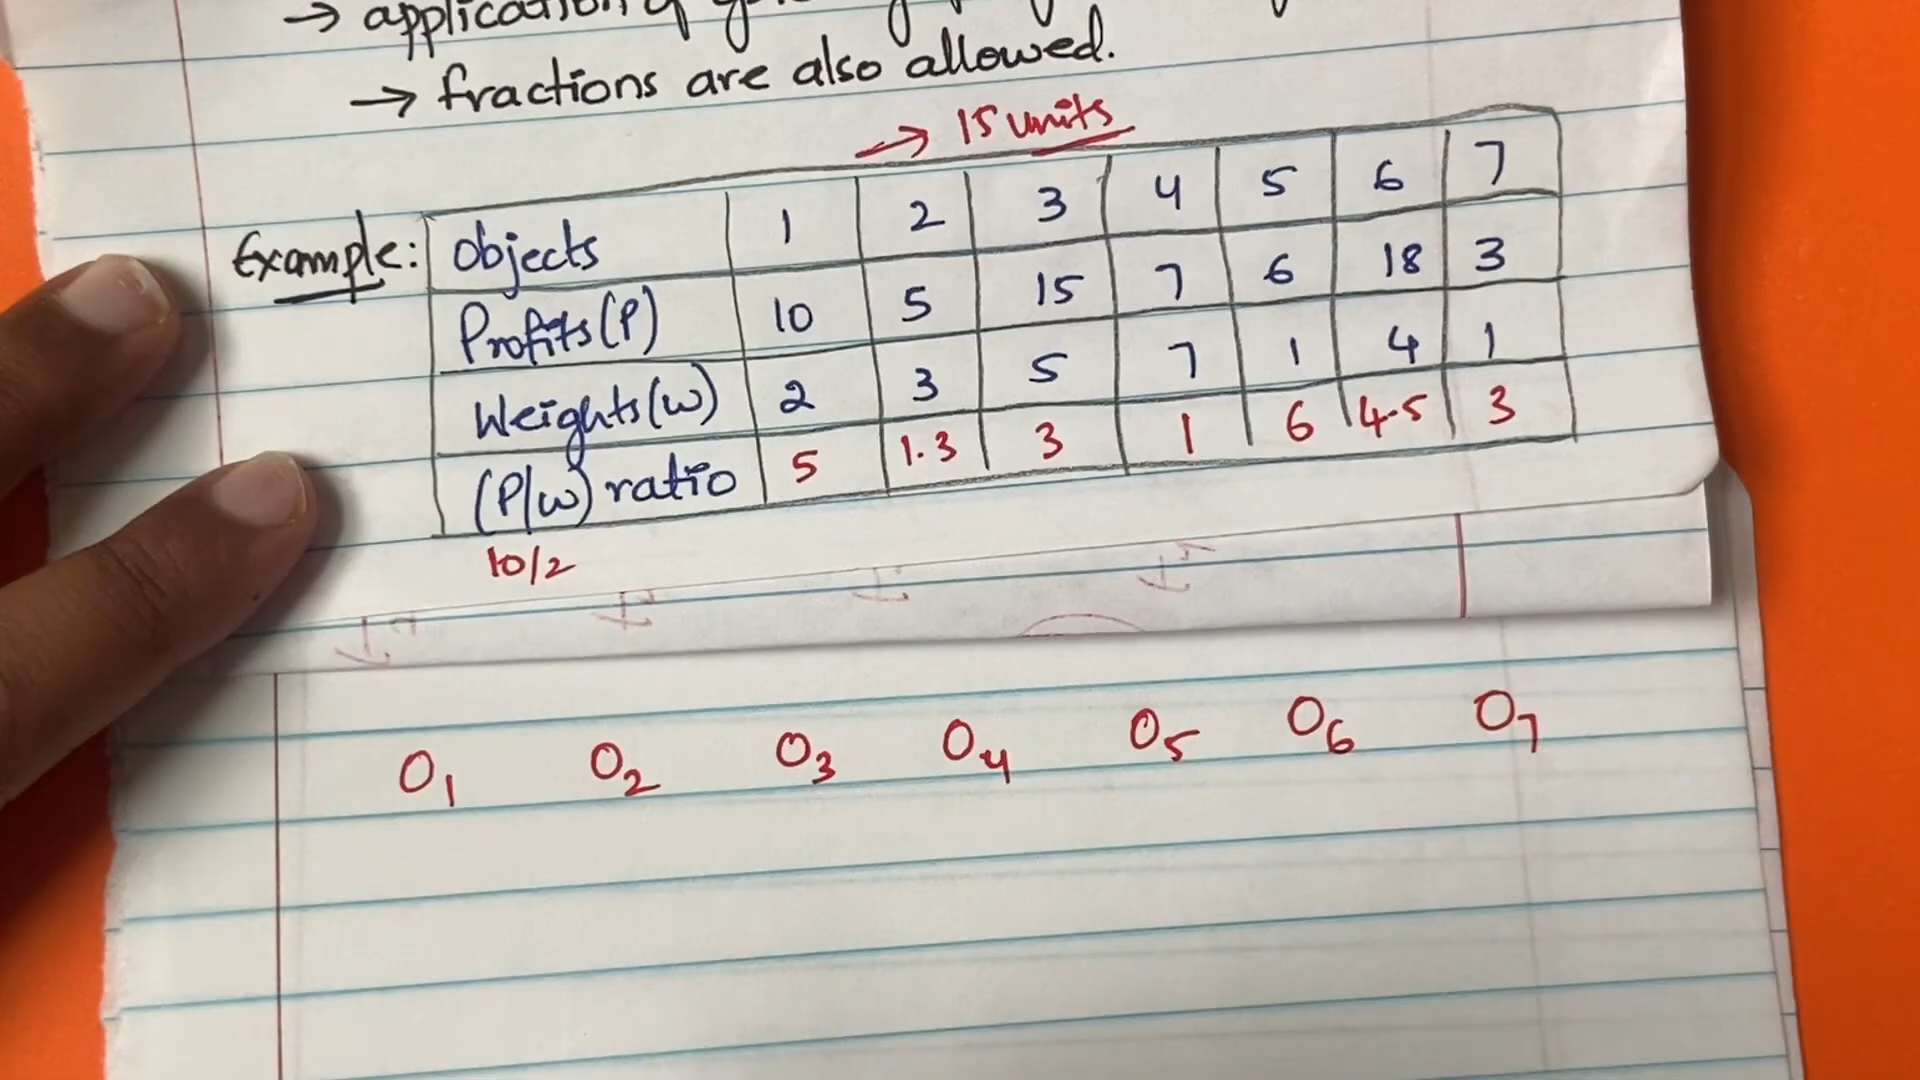 → application of
→ fractions are also allowed.
→ 15 units
Example: Objects 1 2 3 4 5 6 7
Profits(P) 10 5 15 7 6 18 3
Weights(w) 2 3 5 7 1 4 1
(P/w) ratio 5 1.3 3 1 6 4.5 3
10/2
O1 O2 O3 O4 O5 O6 O7